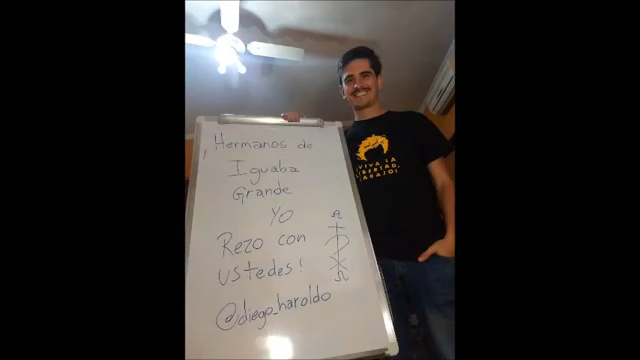 Hermanos de
Iguaba
Grande
Yo
Rezo con
ustedes!
@diego_haroldo
VIVA LA
LIBERTAD,
CARAJO!